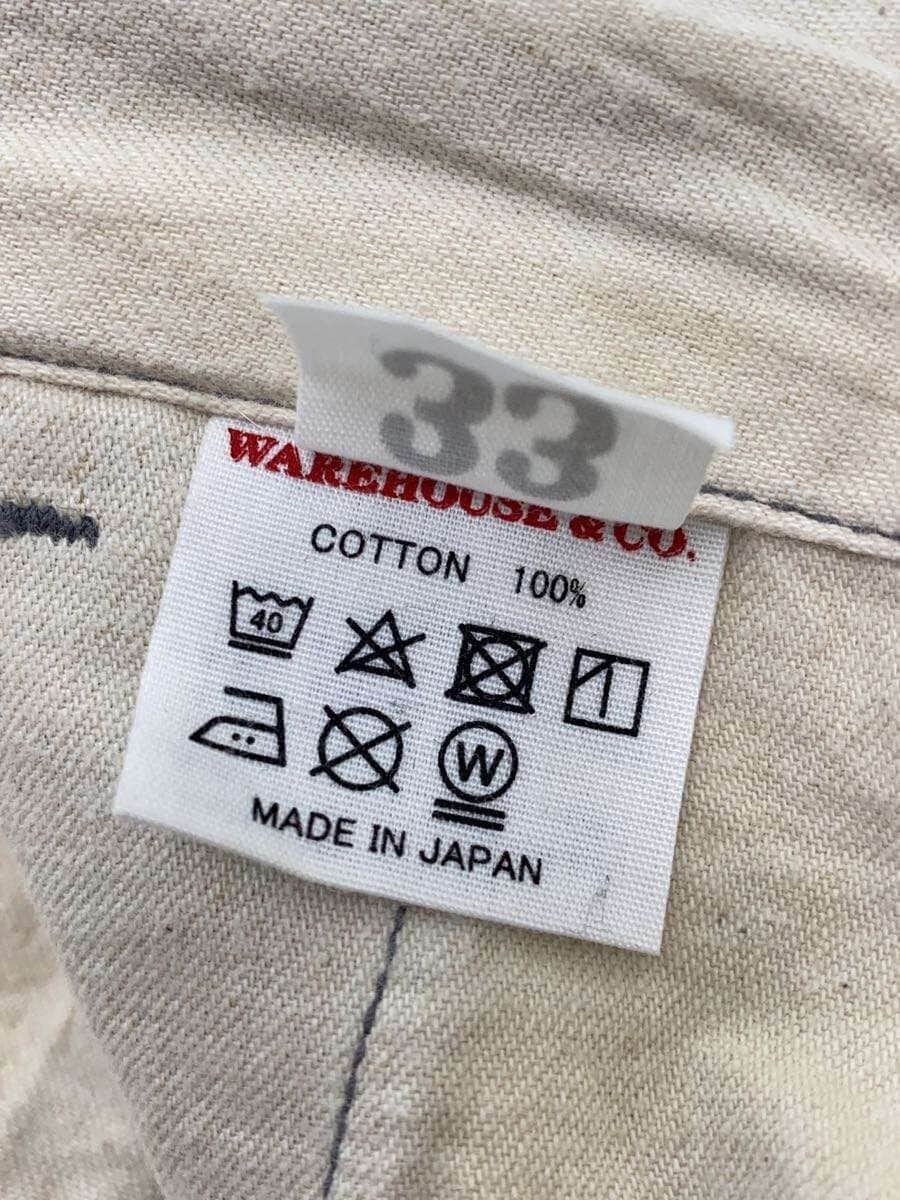 33
WAREHOUSE & CO.
COTTON 100%
40
W
MADE IN JAPAN